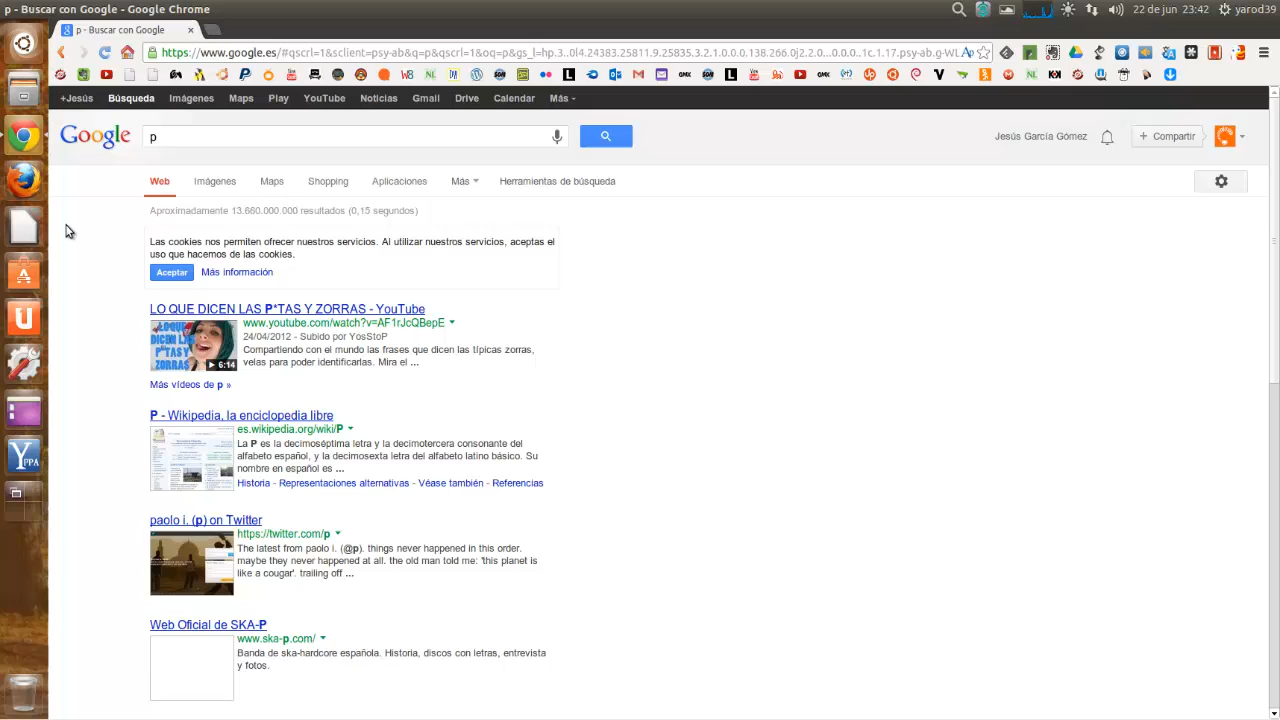 p - Buscar con Google - Google Chrome
22 de jun 23:42 yarod39
p - Buscar con Google
https://www.google.es/#qscrl=1&sclient=psy-ab&q=p&qscrl=1&oq=p&gs_l=hp.3..0l4.24383.25811.9.25835.3.2.1.0.0.0.138.266.0j2.2.0...0.0...1c.1.17.psy-ab.g-W
+Jesús Búsqueda Imágenes Maps Play YouTube Noticias Gmail Drive Calendar Más
Google p
Jesús García Gómez + Compartir
Web Imágenes Maps Shopping Aplicaciones Más Herramientas de búsqueda
Aproximadamente 13.660.000.000 resultados (0,15 segundos)
Las cookies nos permiten ofrecer nuestros servicios. Al utilizar nuestros servicios, aceptas el
uso que hacemos de las cookies.
Aceptar Más información
LO QUE DICEN LAS P*TAS Y ZORRAS - YouTube
www.youtube.com/watch?v=AF1rJcQBepE
24/04/2012 - Subido por YosStoP
Compartiendo con el mundo las frases que dicen las típicas zorras,
velas para poder identificarlas. Mira el ...
LO QUE
DICEN LAS
P*TAS Y
ZORRAS
6:14
Más vídeos de p »
P - Wikipedia, la enciclopedia libre
es.wikipedia.org/wiki/P
La P es la decimoséptima letra y la decimotercera consonante del
alfabeto español, y la decimosexta letra del alfabeto latino básico. Su
nombre en español es ...
Historia - Representaciones alternativas - Véase también - Referencias
paolo i. (p) on Twitter
https://twitter.com/p
The latest from paolo i. (@p). things never happened in this order.
maybe they never happened at all. the old man told me: 'this planet is
like a cougar'. trailing off ...
Web Oficial de SKA-P
www.ska-p.com/
Banda de ska-hardcore española. Historia, discos con letras, entrevista
y fotos.